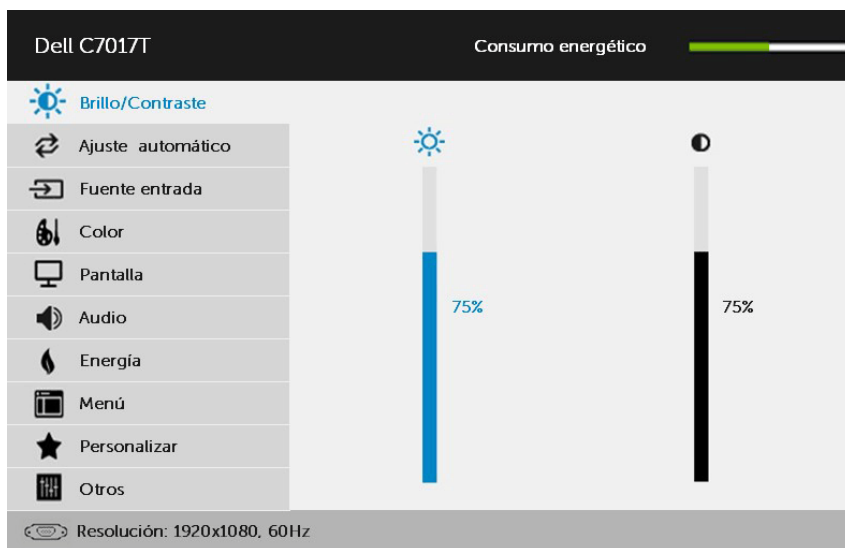 Dell C7017T
Consumo energético
Brillo/Contraste
Ajuste automático
Fuente entrada
Color
Pantalla
Audio
Energía
Menú
Personalizar
Otros
75%
75%
Resolución: 1920x1080, 60Hz